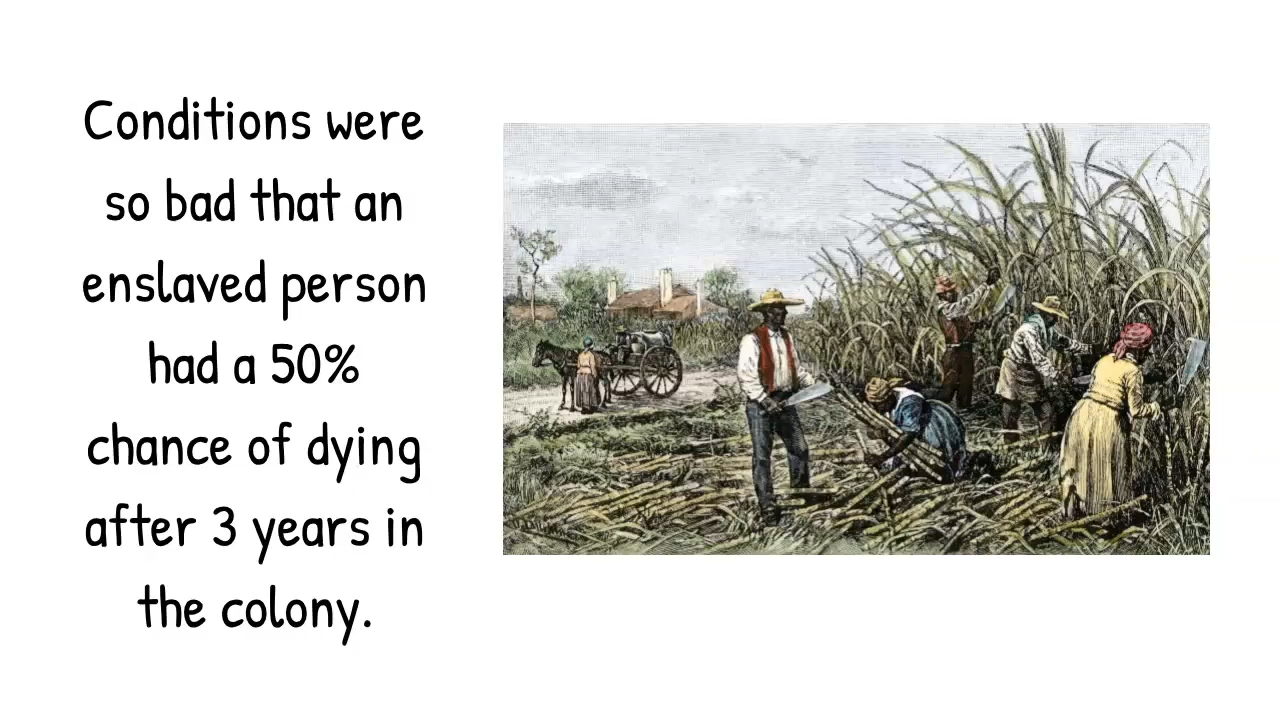 Conditions were
so bad that an
enslaved person
had a 50%
chance of dying
after 3 years in
the colony.